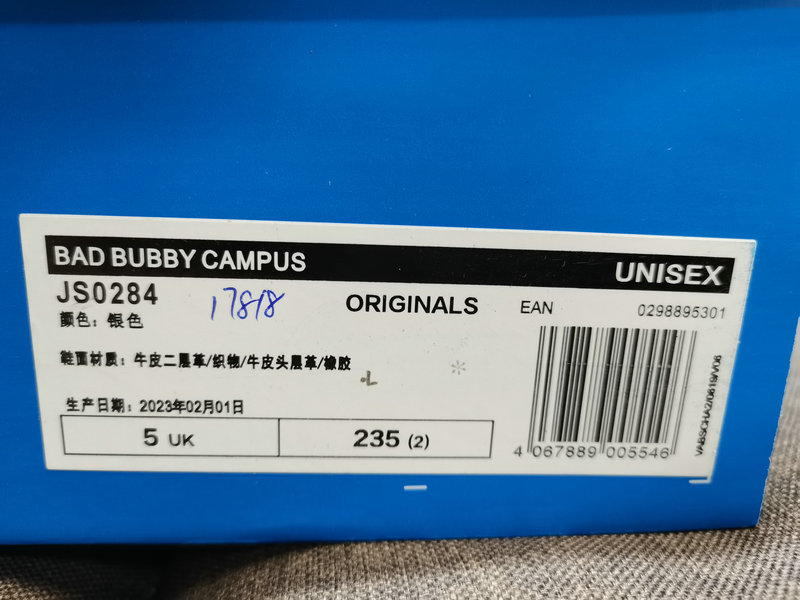 BAD BUBBY CAMPUS
UNISEX
JS0284
17818
ORIGINALS
EAN
0298895301
颜色：银色
鞋面材质：牛皮二层革/织物/牛皮头层革/橡胶
生产日期：2023年02月01日
5 UK
235 (2)
4 067889 005546